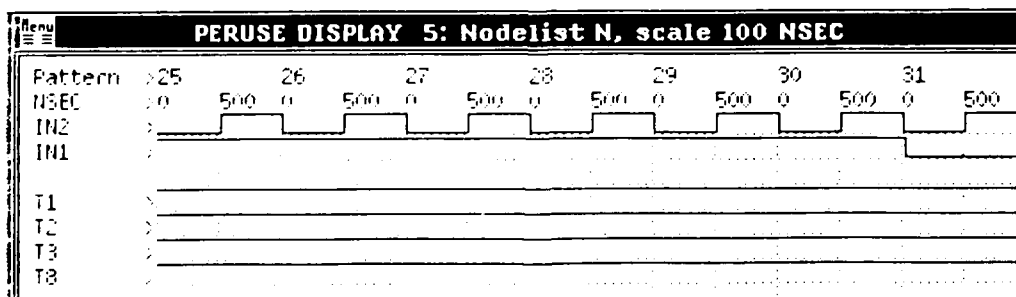 Menu
PERUSE DISPLAY 5: Nodelist N, scale 100 NSEC
Pattern >25 26 27 28 29 30 31
NSEC >0 500 0 500 0 500 0 500 0 500 0 500 0 500
IN2 >
IN1 >
T1 >
T2 >
T3 >
T8 >